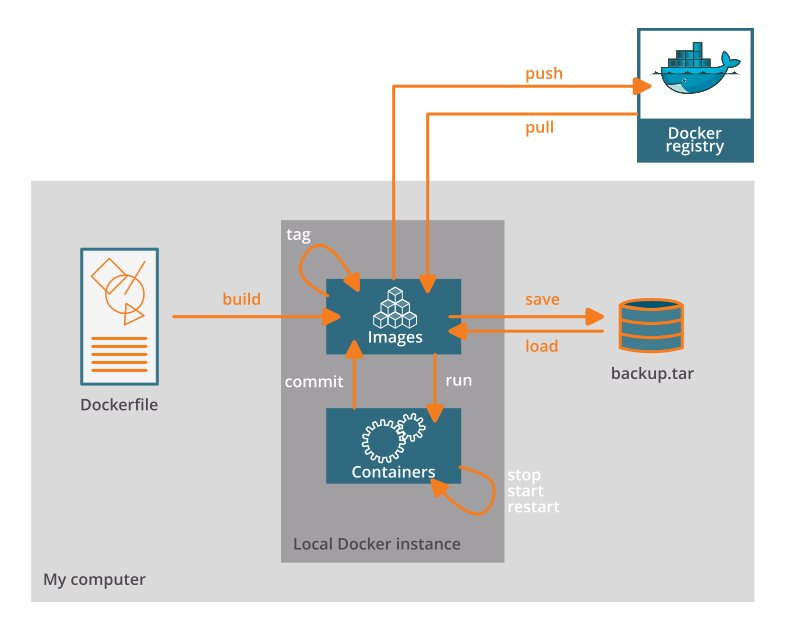 push
pull
Docker
registry
tag
build
Images
save
load
backup.tar
Dockerfile
commit
run
Containers
stop
start
restart
Local Docker instance
My computer